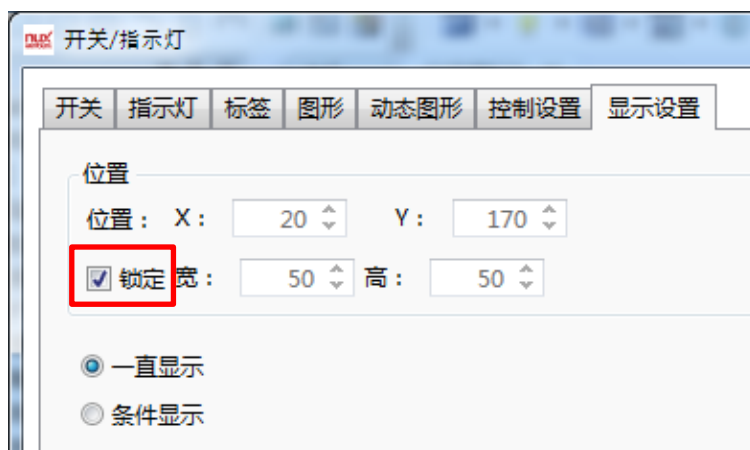 开关/指示灯
开关 指示灯 标签 图形 动态图形 控制设置 显示设置
位置
位置： X： 20 Y： 170
锁定 宽： 50 高： 50
一直显示
条件显示